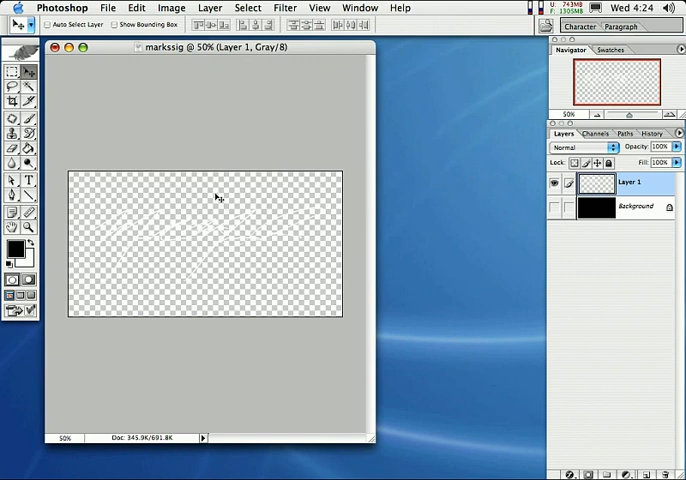 Photoshop File Edit Image Layer Select Filter View Window Help
U: 743MB
F: 1305MB
Wed 4:24
Auto Select Layer Show Bounding Box
Character Paragraph
markssig @ 50% (Layer 1, Gray/8)
Navigator Swatches
50%
Layers Channels Paths History
Normal Opacity: 100%
Lock: Fill: 100%
Layer 1
Background
50% Doc: 345.9K/691.8K